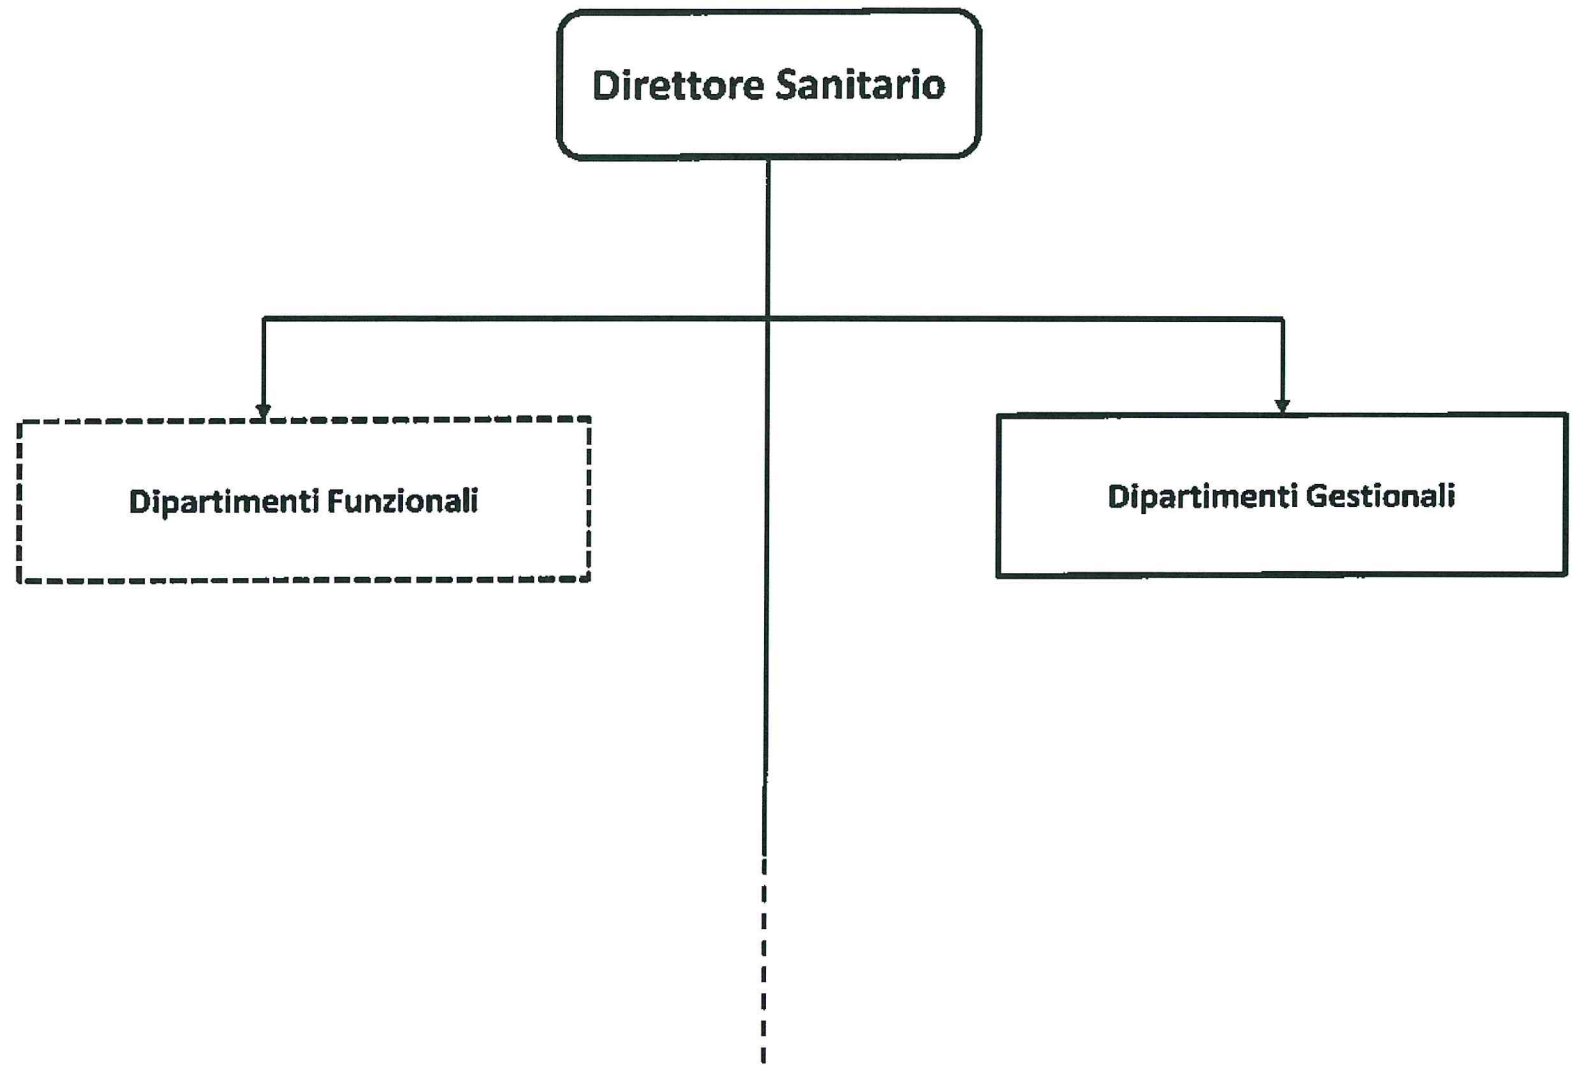 Direttore Sanitario
Dipartimenti Funzionali
Dipartimenti Gestionali